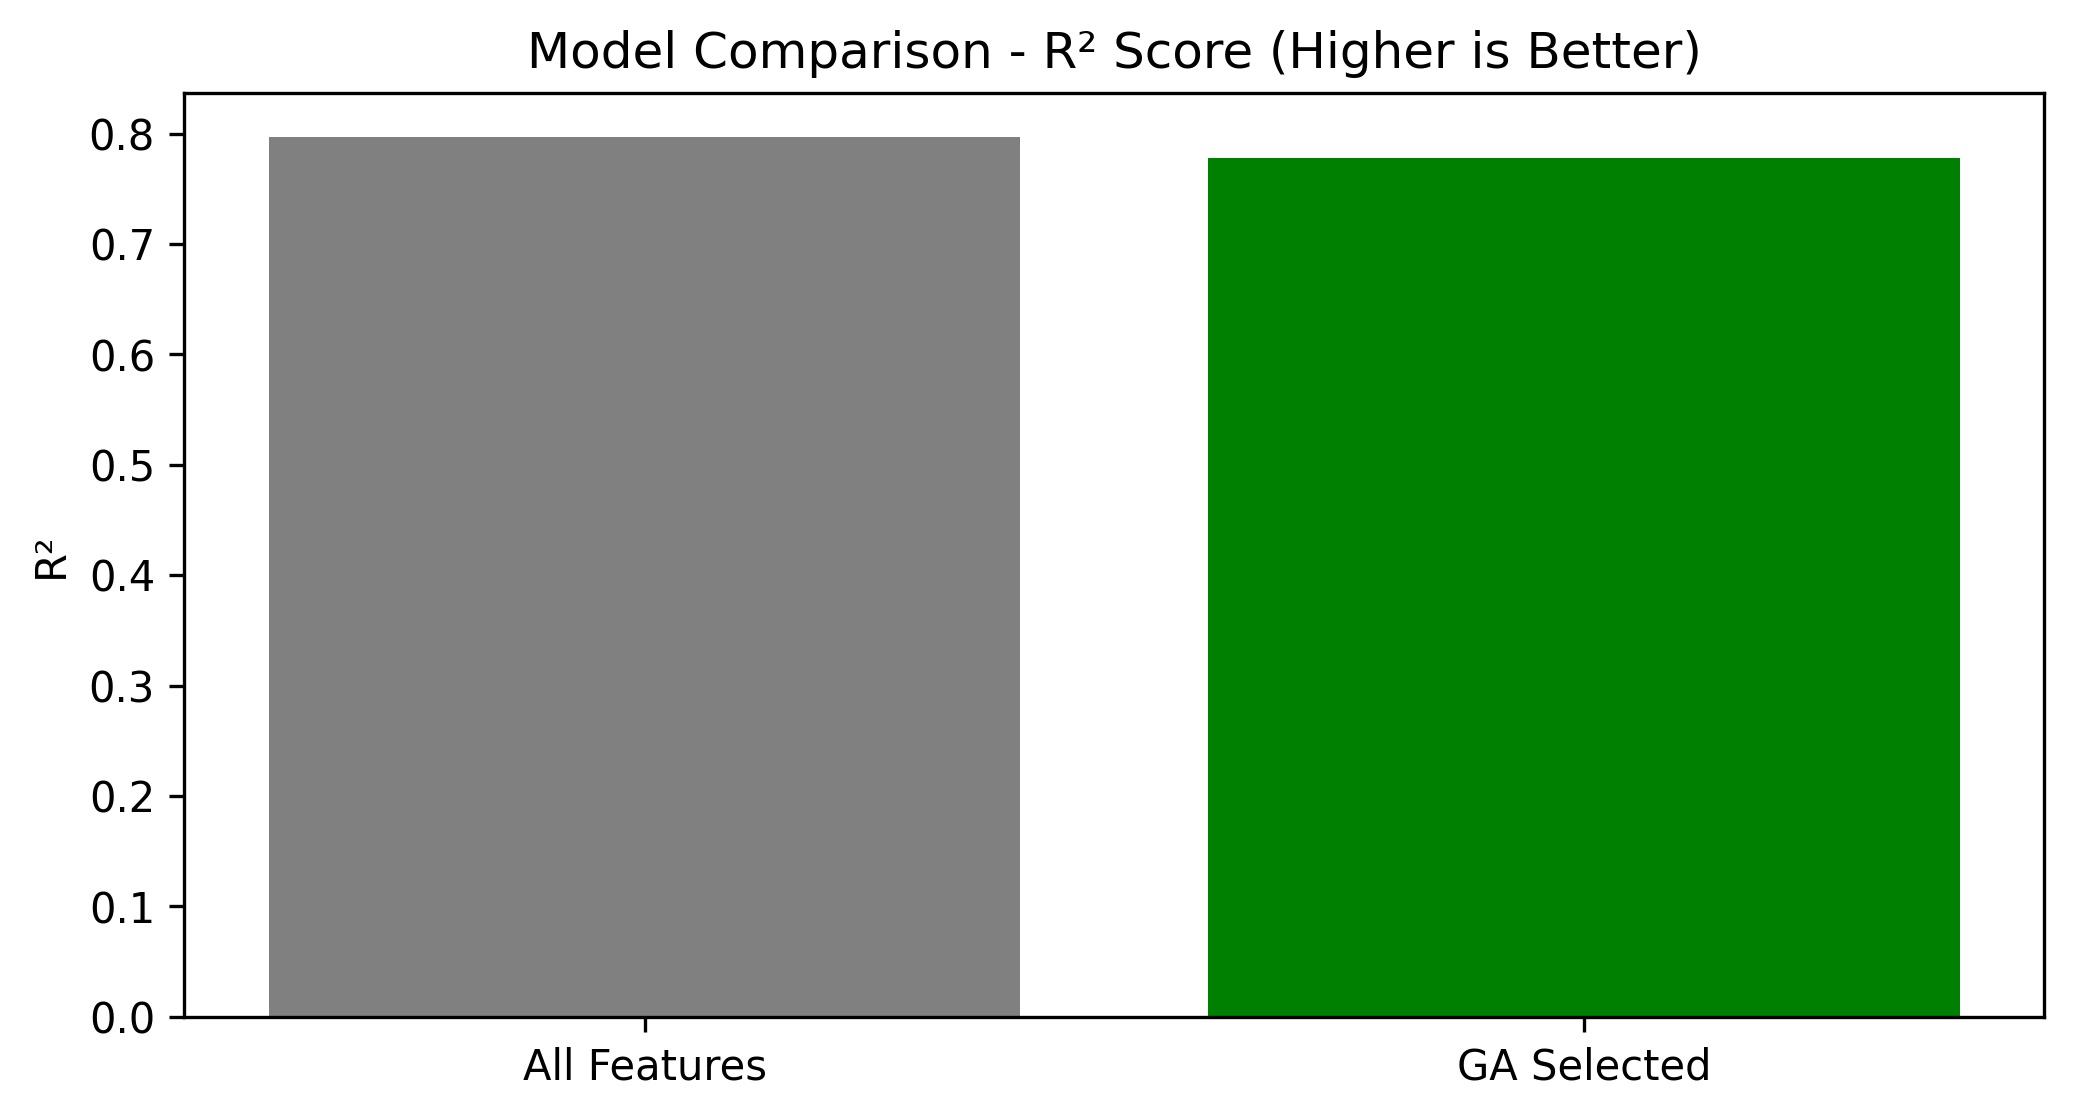 Model Comparison - R² Score (Higher is Better)
R²
0.8
0.7
0.6
0.5
0.4
0.3
0.2
0.1
0.0
All Features
GA Selected